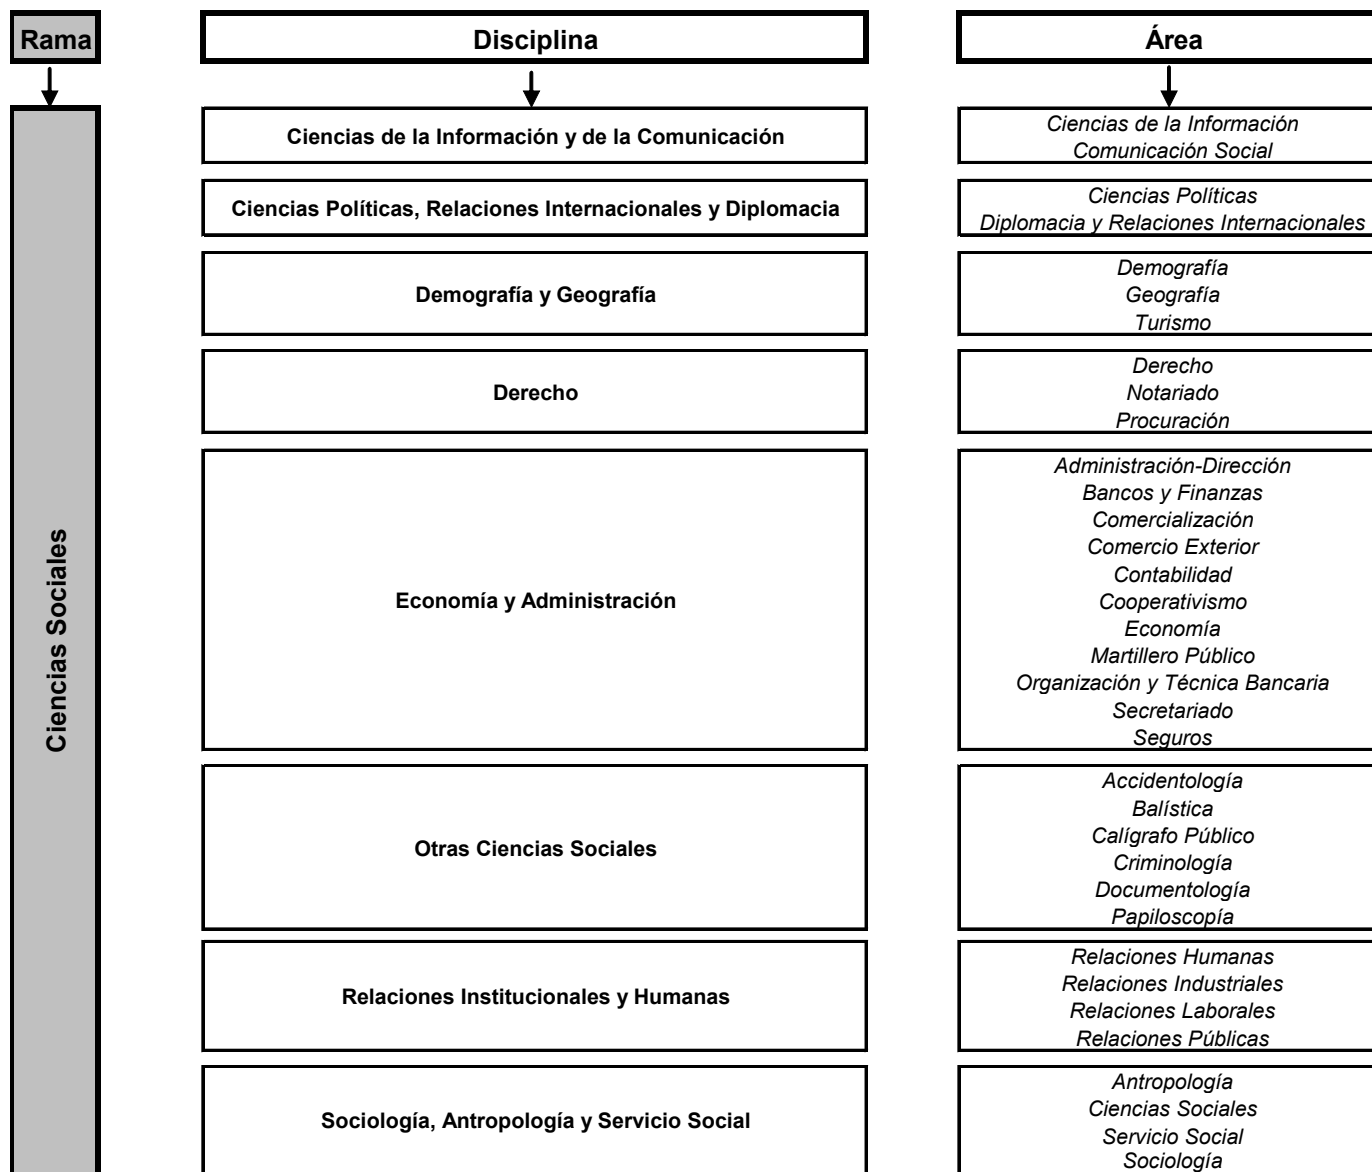 Rama
Disciplina
Área
Ciencias Sociales
Ciencias de la Información y de la Comunicación
Ciencias de la Información
Comunicación Social
Ciencias Políticas, Relaciones Internacionales y Diplomacia
Ciencias Políticas
Diplomacia y Relaciones Internacionales
Demografía y Geografía
Demografía
Geografía
Turismo
Derecho
Derecho
Notariado
Procuración
Economía y Administración
Administración-Dirección
Bancos y Finanzas
Comercialización
Comercio Exterior
Contabilidad
Cooperativismo
Economía
Martillero Público
Organización y Técnica Bancaria
Secretariado
Seguros
Otras Ciencias Sociales
Accidentología
Balística
Calígrafo Público
Criminología
Documentología
Papiloscopía
Relaciones Institucionales y Humanas
Relaciones Humanas
Relaciones Industriales
Relaciones Laborales
Relaciones Públicas
Sociología, Antropología y Servicio Social
Antropología
Ciencias Sociales
Servicio Social
Sociología